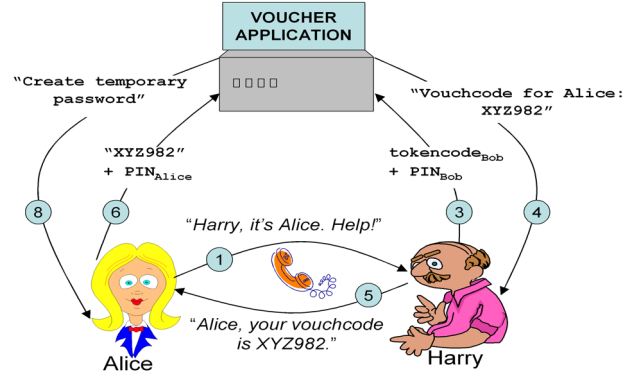 VOUCHER
APPLICATION
“Create temporary
password”
“Vouchcode for Alice:
XYZ982”
“XYZ982”
+ PINAlice
tokencodeBob
+ PINBob
8
6
3
4
“Harry, it’s Alice. Help!”
1
5
“Alice, your vouchcode
is XYZ982.”
Alice
Harry